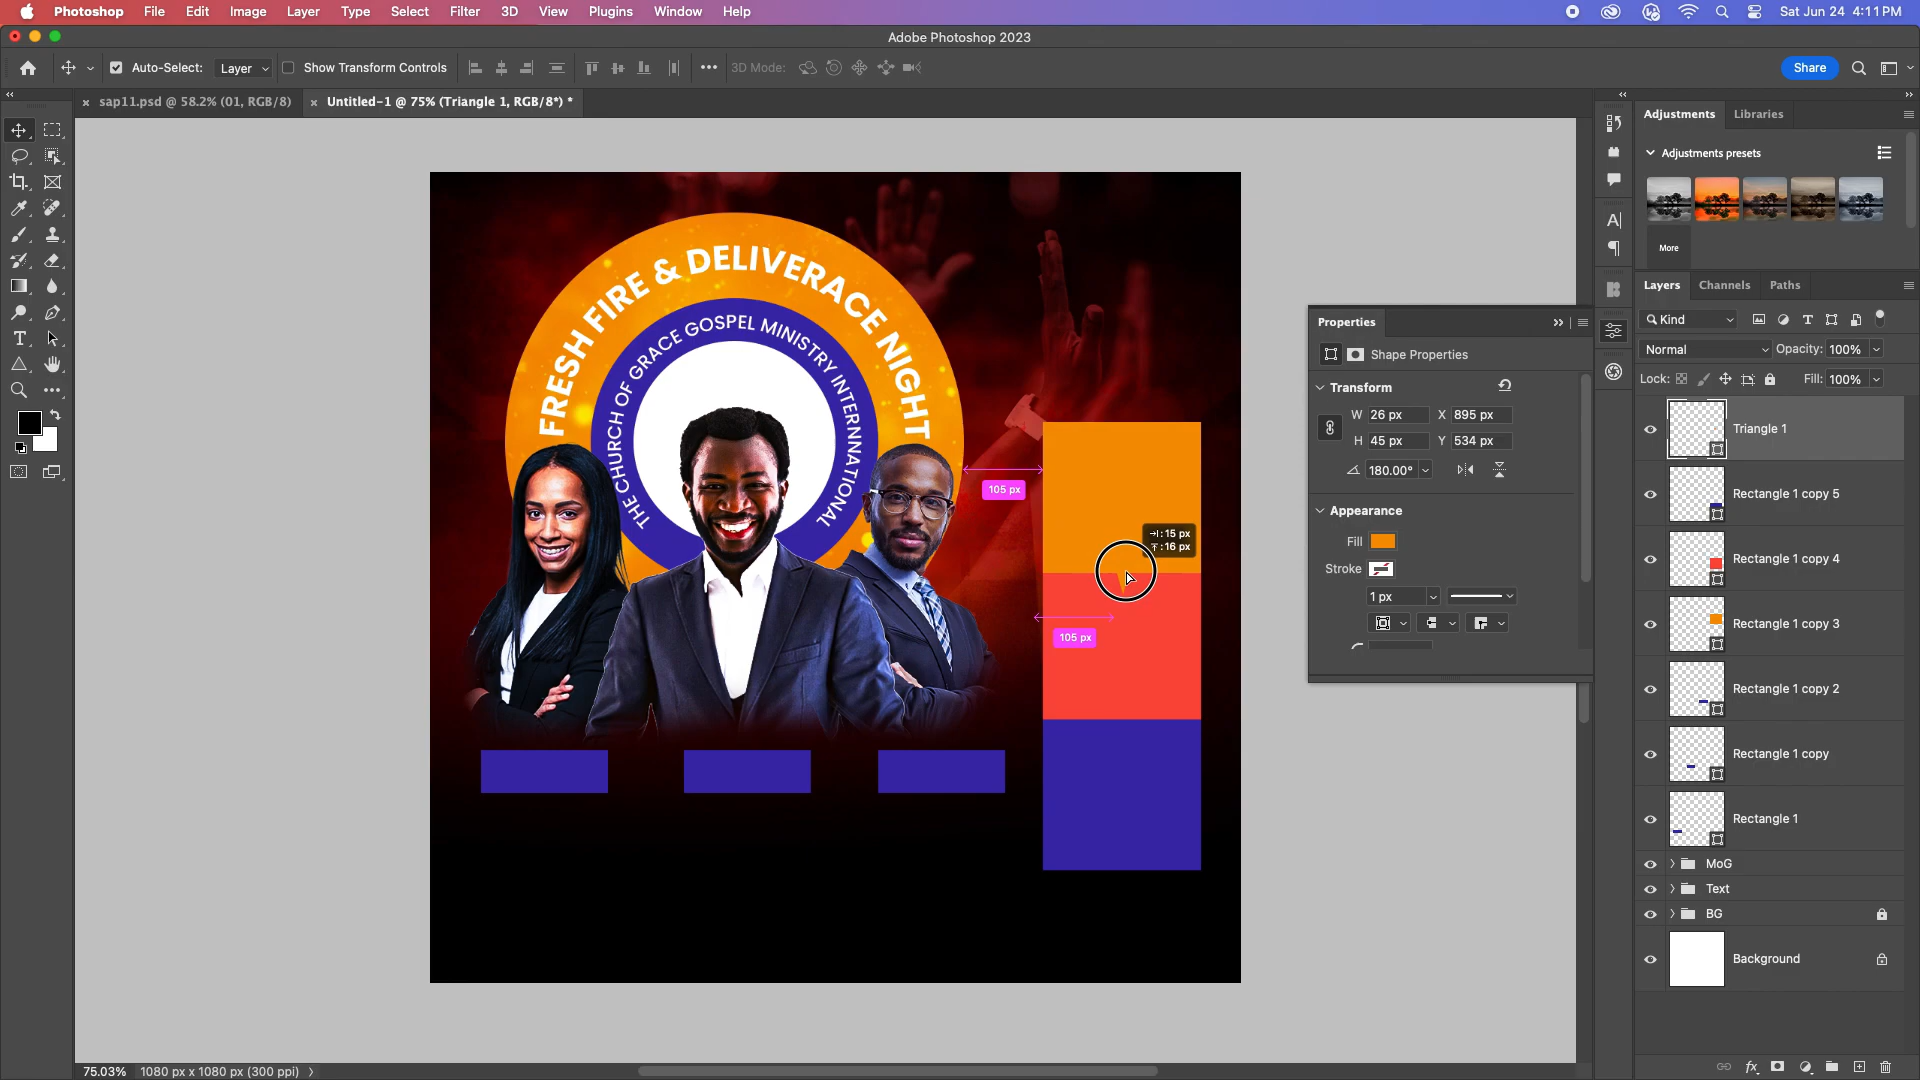 Photoshop File Edit Image Layer Type Select Filter 3D View Plugins Window Help Sat Jun 24 4:11 PM
Adobe Photoshop 2023
Auto-Select: Layer Show Transform Controls 3D Mode: Share
sap11.psd @ 58.2% (01, RGB/8) Untitled-1 @ 75% (Triangle 1, RGB/8*) *
Adjustments Libraries
Adjustments presets
More
Layers Channels Paths
Kind
Normal Opacity: 100%
Lock: Fill: 100%
Triangle 1
Rectangle 1 copy 5
Rectangle 1 copy 4
Rectangle 1 copy 3
Rectangle 1 copy 2
Rectangle 1 copy
Rectangle 1
MoG
Text
BG
Background
Properties
Shape Properties
Transform
W 26 px X 895 px
H 45 px Y 534 px
180.00°
Appearance
Fill
Stroke
1 px
FRESH FIRE & DELIVERACE NIGHT
THE CHURCH OF GRACE GOSPEL MINISTRY INTERNNATIONAL
105 px
: 15 px
: 16 px
105 px
75.03% 1080 px x 1080 px (300 ppi)